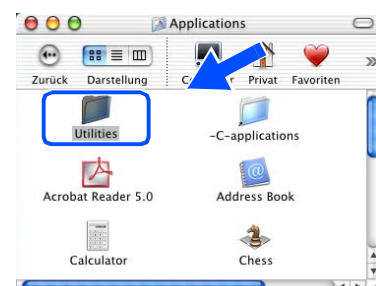 Applications
Zurück Darstellung Privat Favoriten
Utilities -C-applications
Acrobat Reader 5.0 Address Book
Calculator Chess